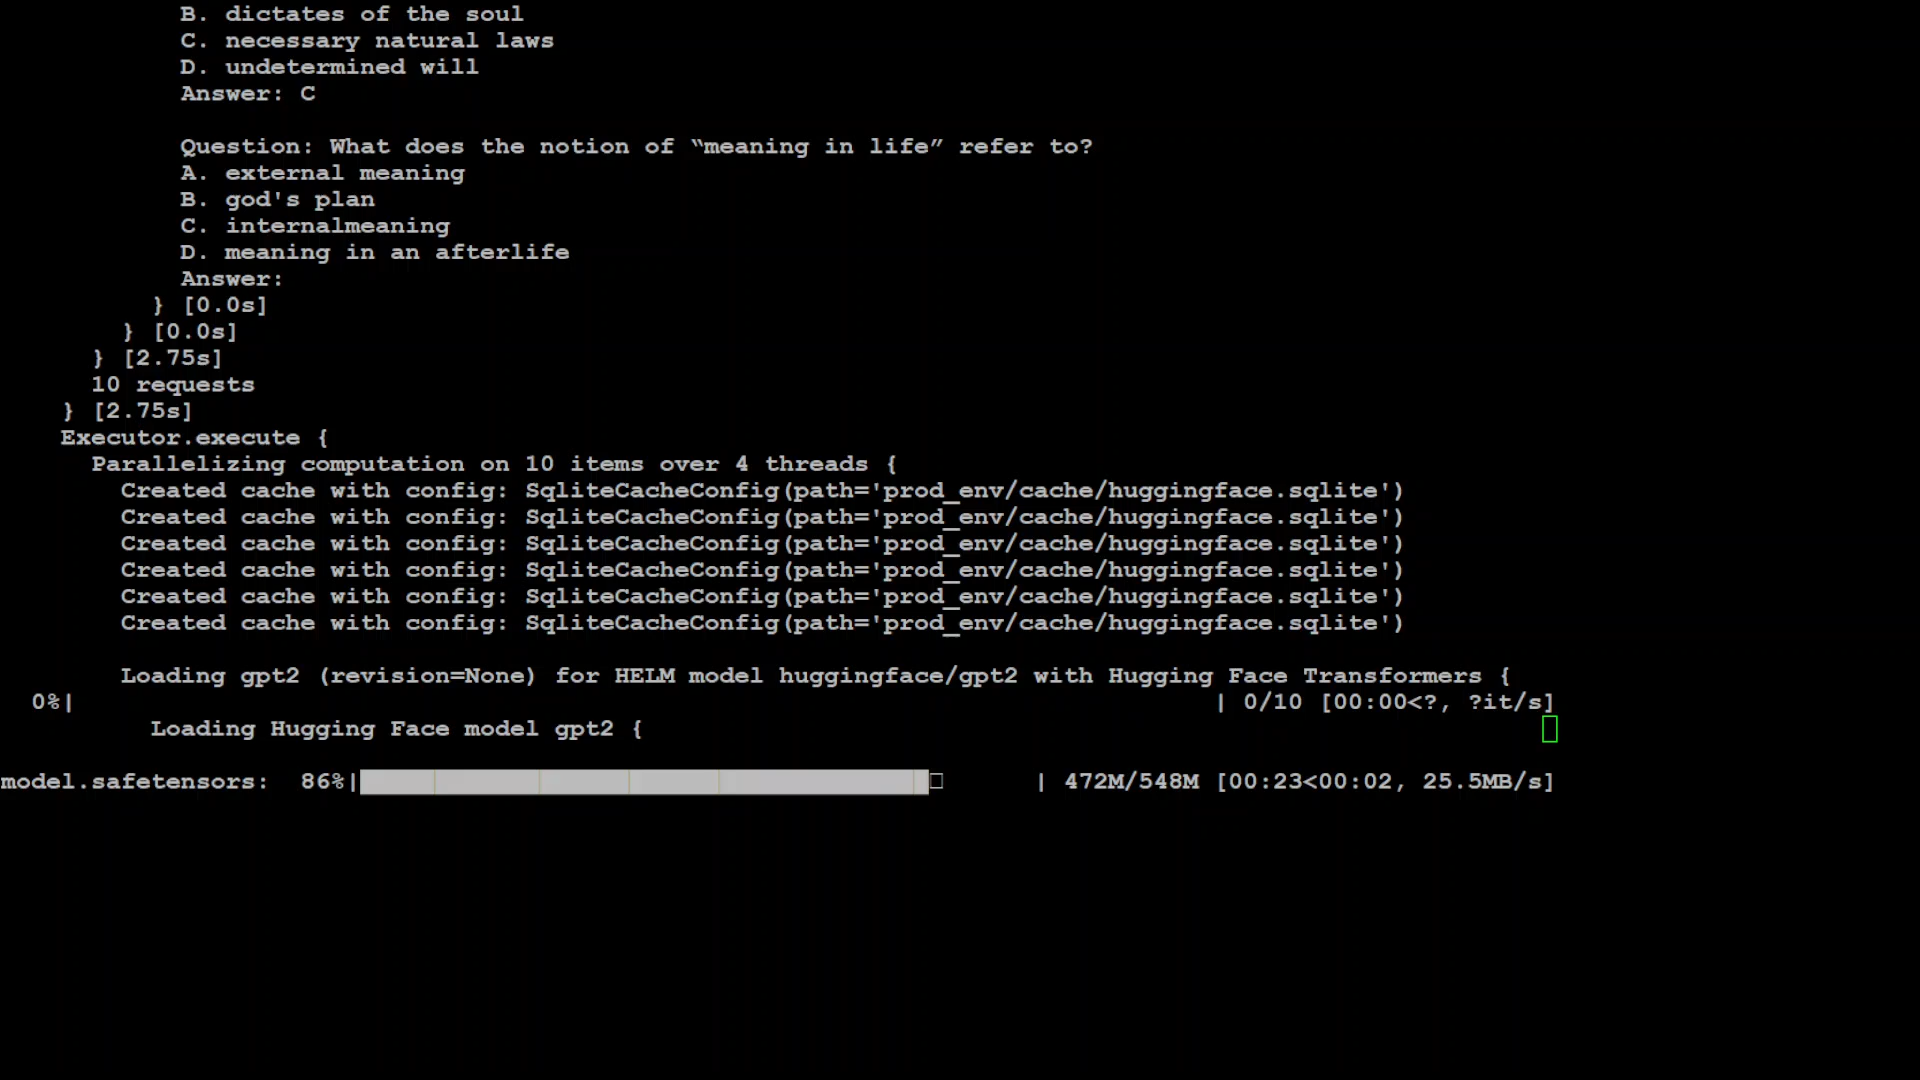 B. dictates of the soul
C. necessary natural laws
D. undetermined will
Answer: C
Question: What does the notion of “meaning in life” refer to?
A. external meaning
B. god's plan
C. internalmeaning
D. meaning in an afterlife
Answer:
} [0.0s]
} [0.0s]
} [2.75s]
10 requests
} [2.75s]
Executor.execute {
Parallelizing computation on 10 items over 4 threads {
Created cache with config: SqliteCacheConfig(path='prod_env/cache/huggingface.sqlite')
Created cache with config: SqliteCacheConfig(path='prod_env/cache/huggingface.sqlite')
Created cache with config: SqliteCacheConfig(path='prod_env/cache/huggingface.sqlite')
Created cache with config: SqliteCacheConfig(path='prod_env/cache/huggingface.sqlite')
Created cache with config: SqliteCacheConfig(path='prod_env/cache/huggingface.sqlite')
Created cache with config: SqliteCacheConfig(path='prod_env/cache/huggingface.sqlite')
Loading gpt2 (revision=None) for HELM model huggingface/gpt2 with Hugging Face Transformers {
0%| | 0/10 [00:00<?, ?it/s]
Loading Hugging Face model gpt2 {
model.safetensors: 86%| | 472M/548M [00:23<00:02, 25.5MB/s]